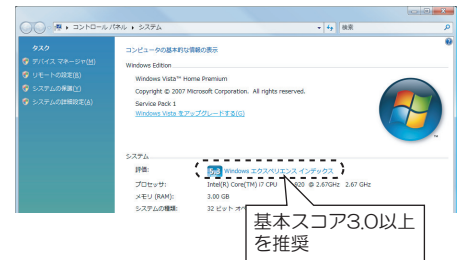 コントロール パネル ▸ システム
検索
タスク
コンピュータの基本的な情報の表示
デバイス マネージャ(M)
リモートの設定(R)
システムの保護(Y)
システムの詳細設定(A)
Windows Edition
Windows Vista™ Home Premium
Copyright © 2007 Microsoft Corporation. All rights reserved.
Service Pack 1
Windows Vista をアップグレードする(G)
システム
評価:
Windows エクスペリエンス インデックス
プロセッサ:
Intel(R) Core(TM) i7 CPU 920 @ 2.67GHz 2.67 GHz
メモリ (RAM):
3.00 GB
システムの種類:
32 ビット オペ
基本スコア3.0以上
を推奨